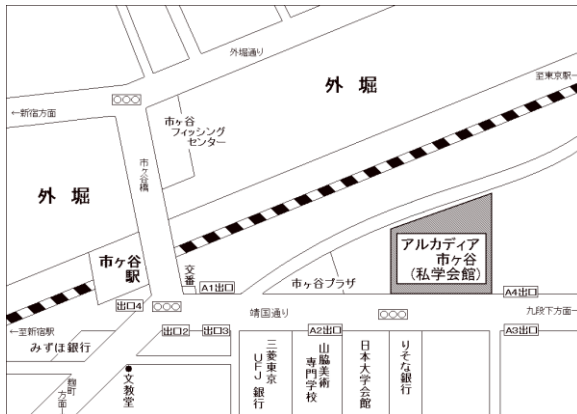 外堀通り
至東京駅→
外 堀
←新宿方面
市ヶ谷
フィッシング
センター
市ヶ谷橋
外 堀
アルカディア
市ヶ谷
(私学会館)
市ヶ谷
駅
交番
A1出口
市ヶ谷プラザ
A4出口
出口4
靖国通り
九段下方面→
←至新宿駅
出口2
出口3
A2出口
A3出口
みずほ銀行
麹町
方面→
文教堂
三菱東京
UFJ 銀行
山脇美術
専門学校
日本大学会館
りそな銀行